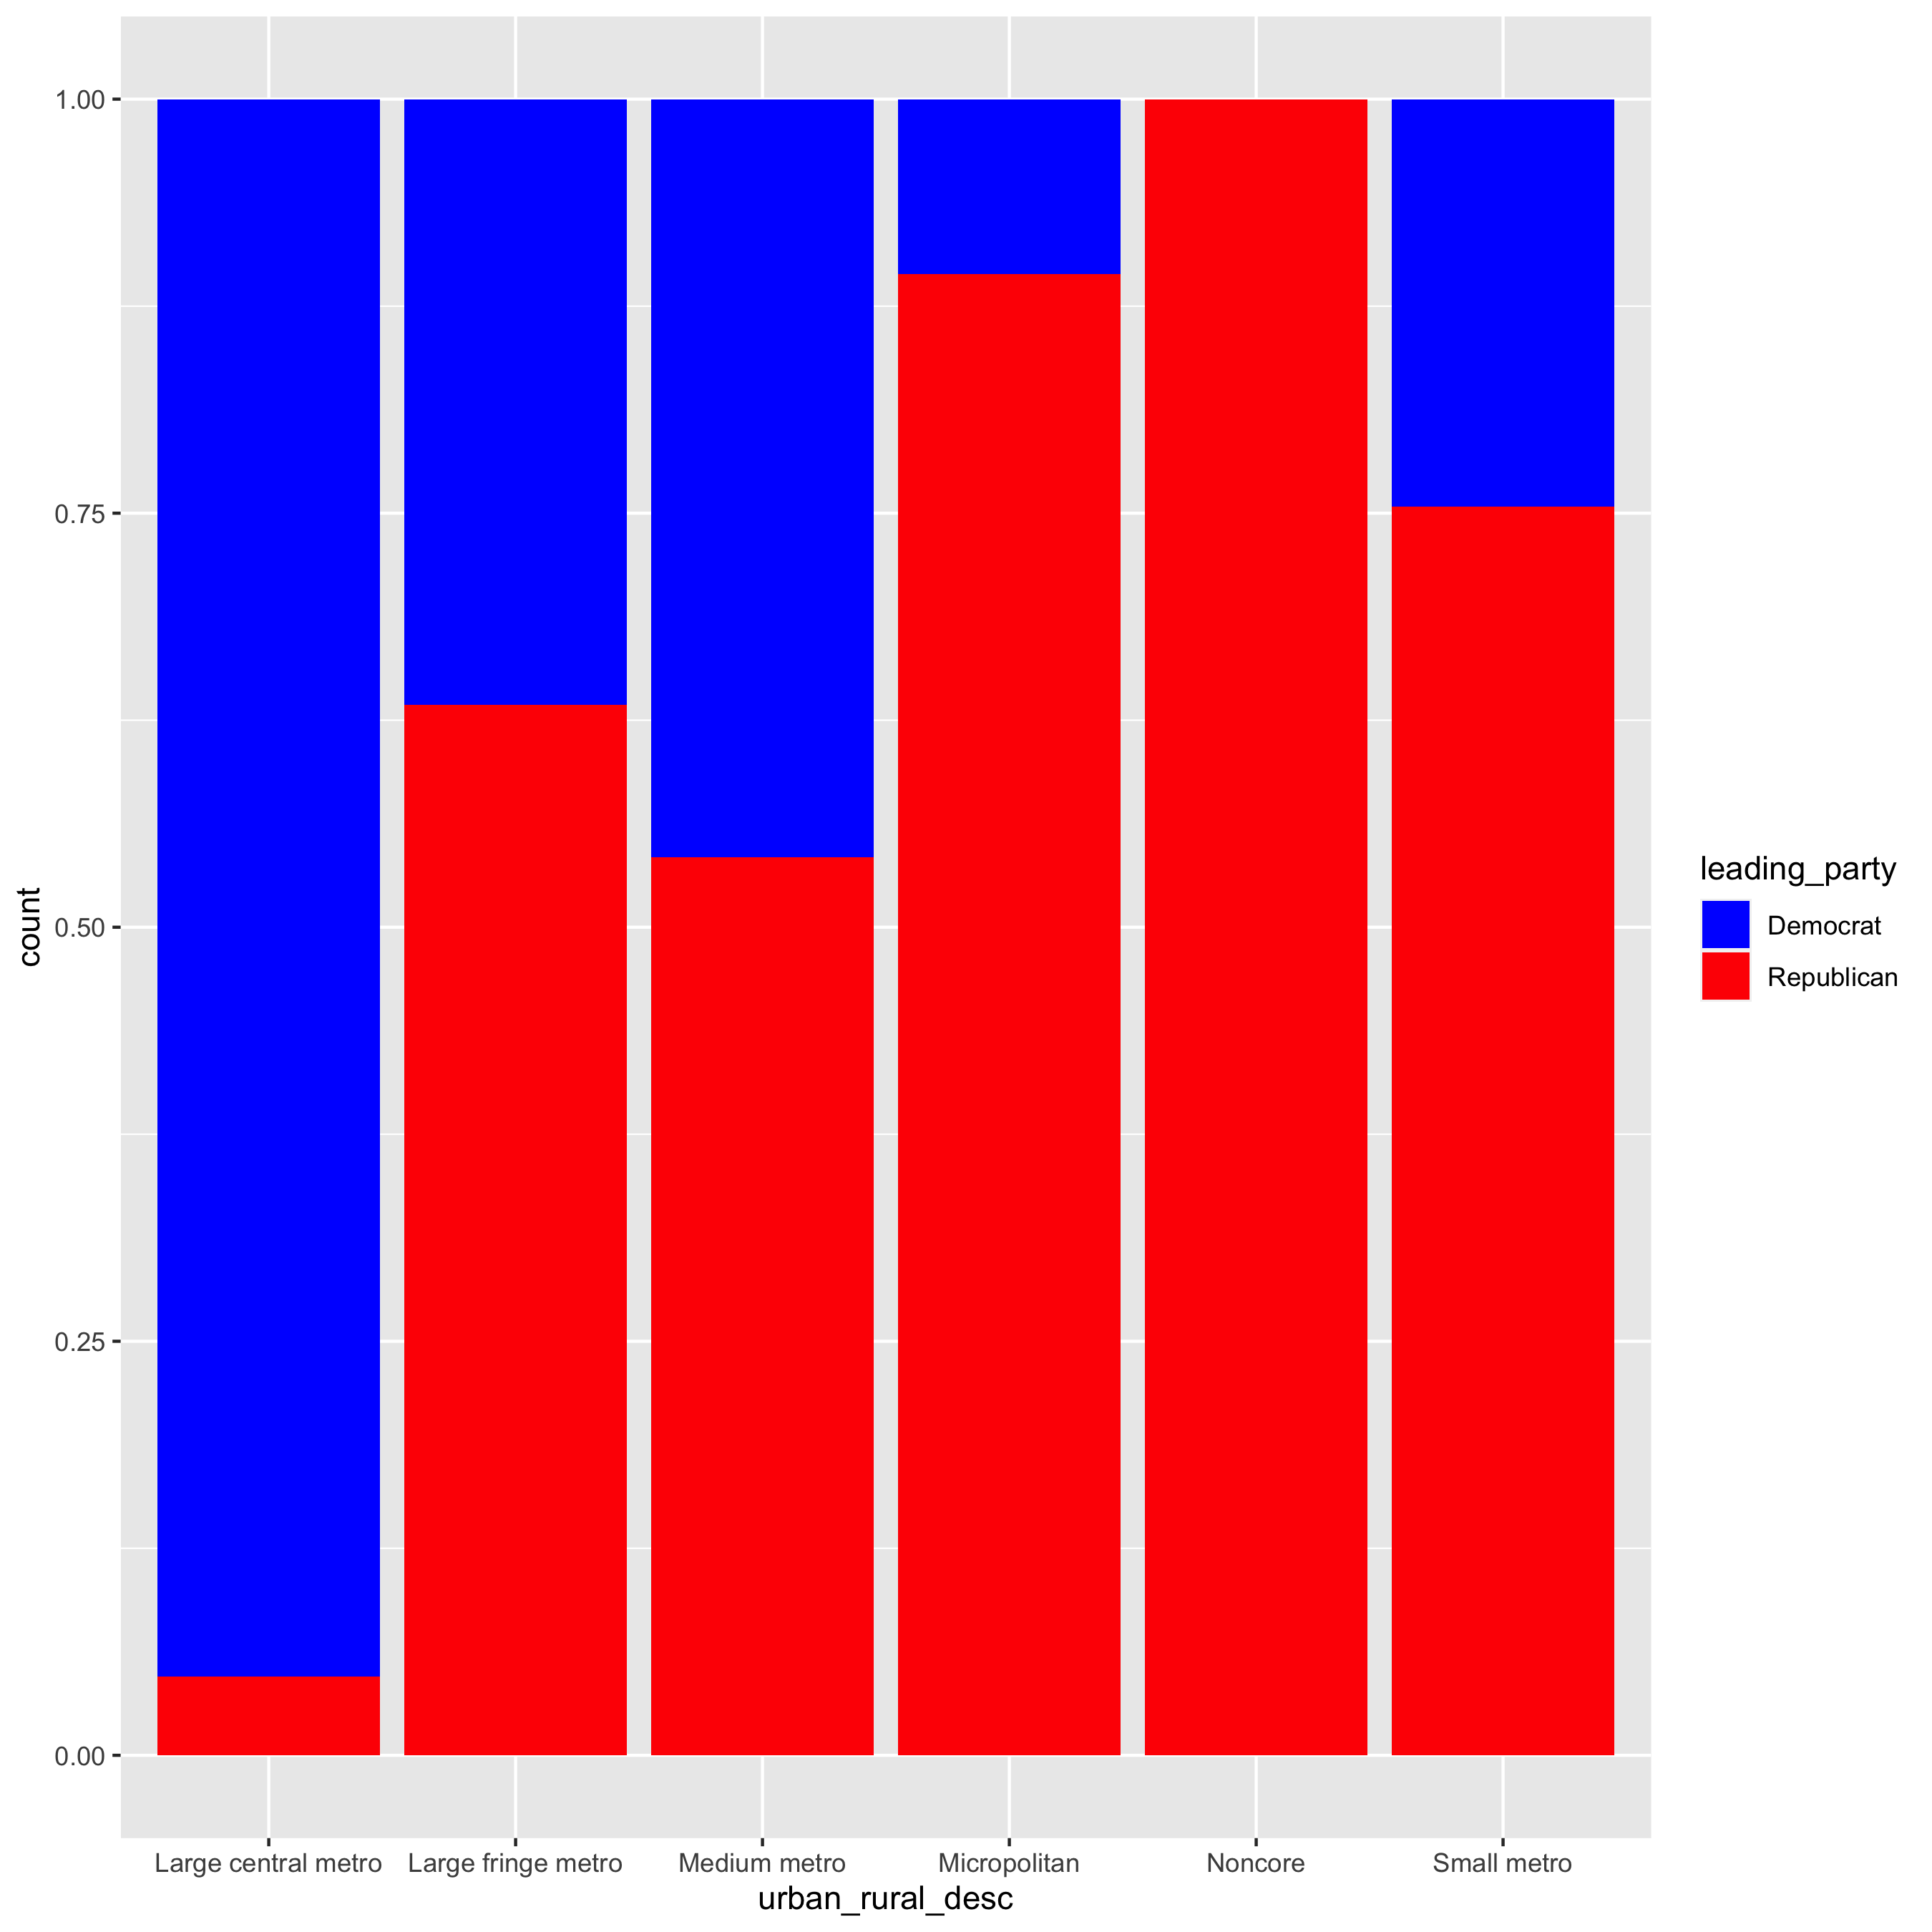 1.00
0.75
0.50
0.25
0.00
count
Large central metro Large fringe metro Medium metro Micropolitan Noncore Small metro
urban_rural_desc
leading_party
Democrat
Republican